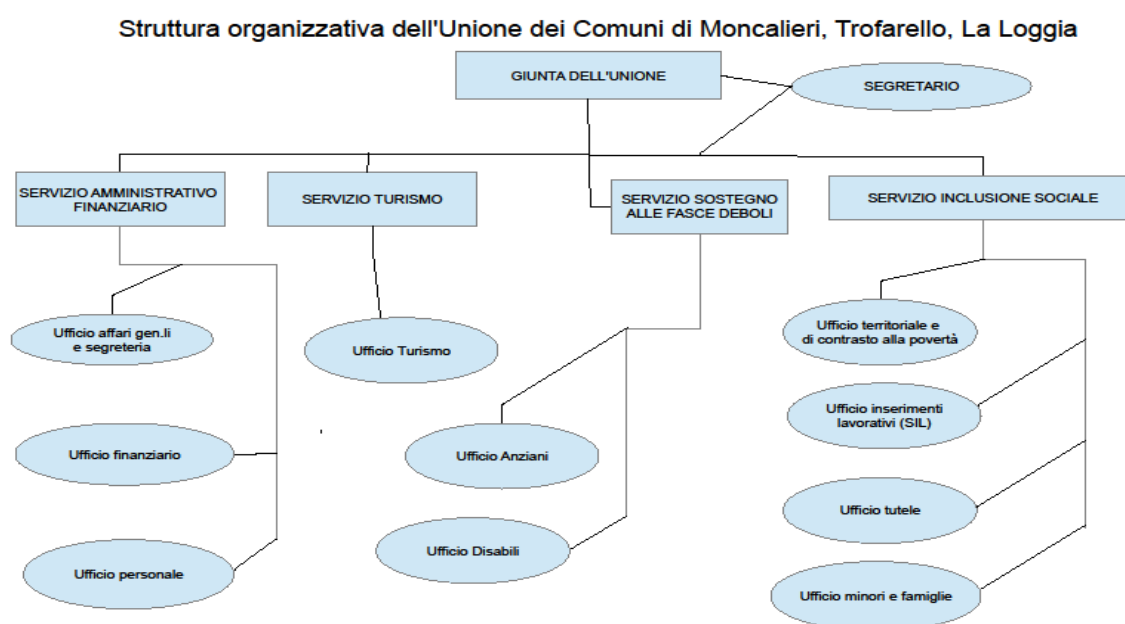 Struttura organizzativa dell'Unione dei Comuni di Moncalieri, Trofarello, La Loggia
GIUNTA DELL'UNIONE
SEGRETARIO
SERVIZIO AMMINISTRATIVO
FINANZIARIO
SERVIZIO TURISMO
SERVIZIO SOSTEGNO
ALLE FASCE DEBOLI
SERVIZIO INCLUSIONE SOCIALE
Ufficio affari gen.li
e segreteria
Ufficio finanziario
Ufficio personale
Ufficio Turismo
Ufficio Anziani
Ufficio Disabili
Ufficio territoriale e
di contrasto alla povertà
Ufficio inserimenti
lavorativi (SIL)
Ufficio tutele
Ufficio minori e famiglie